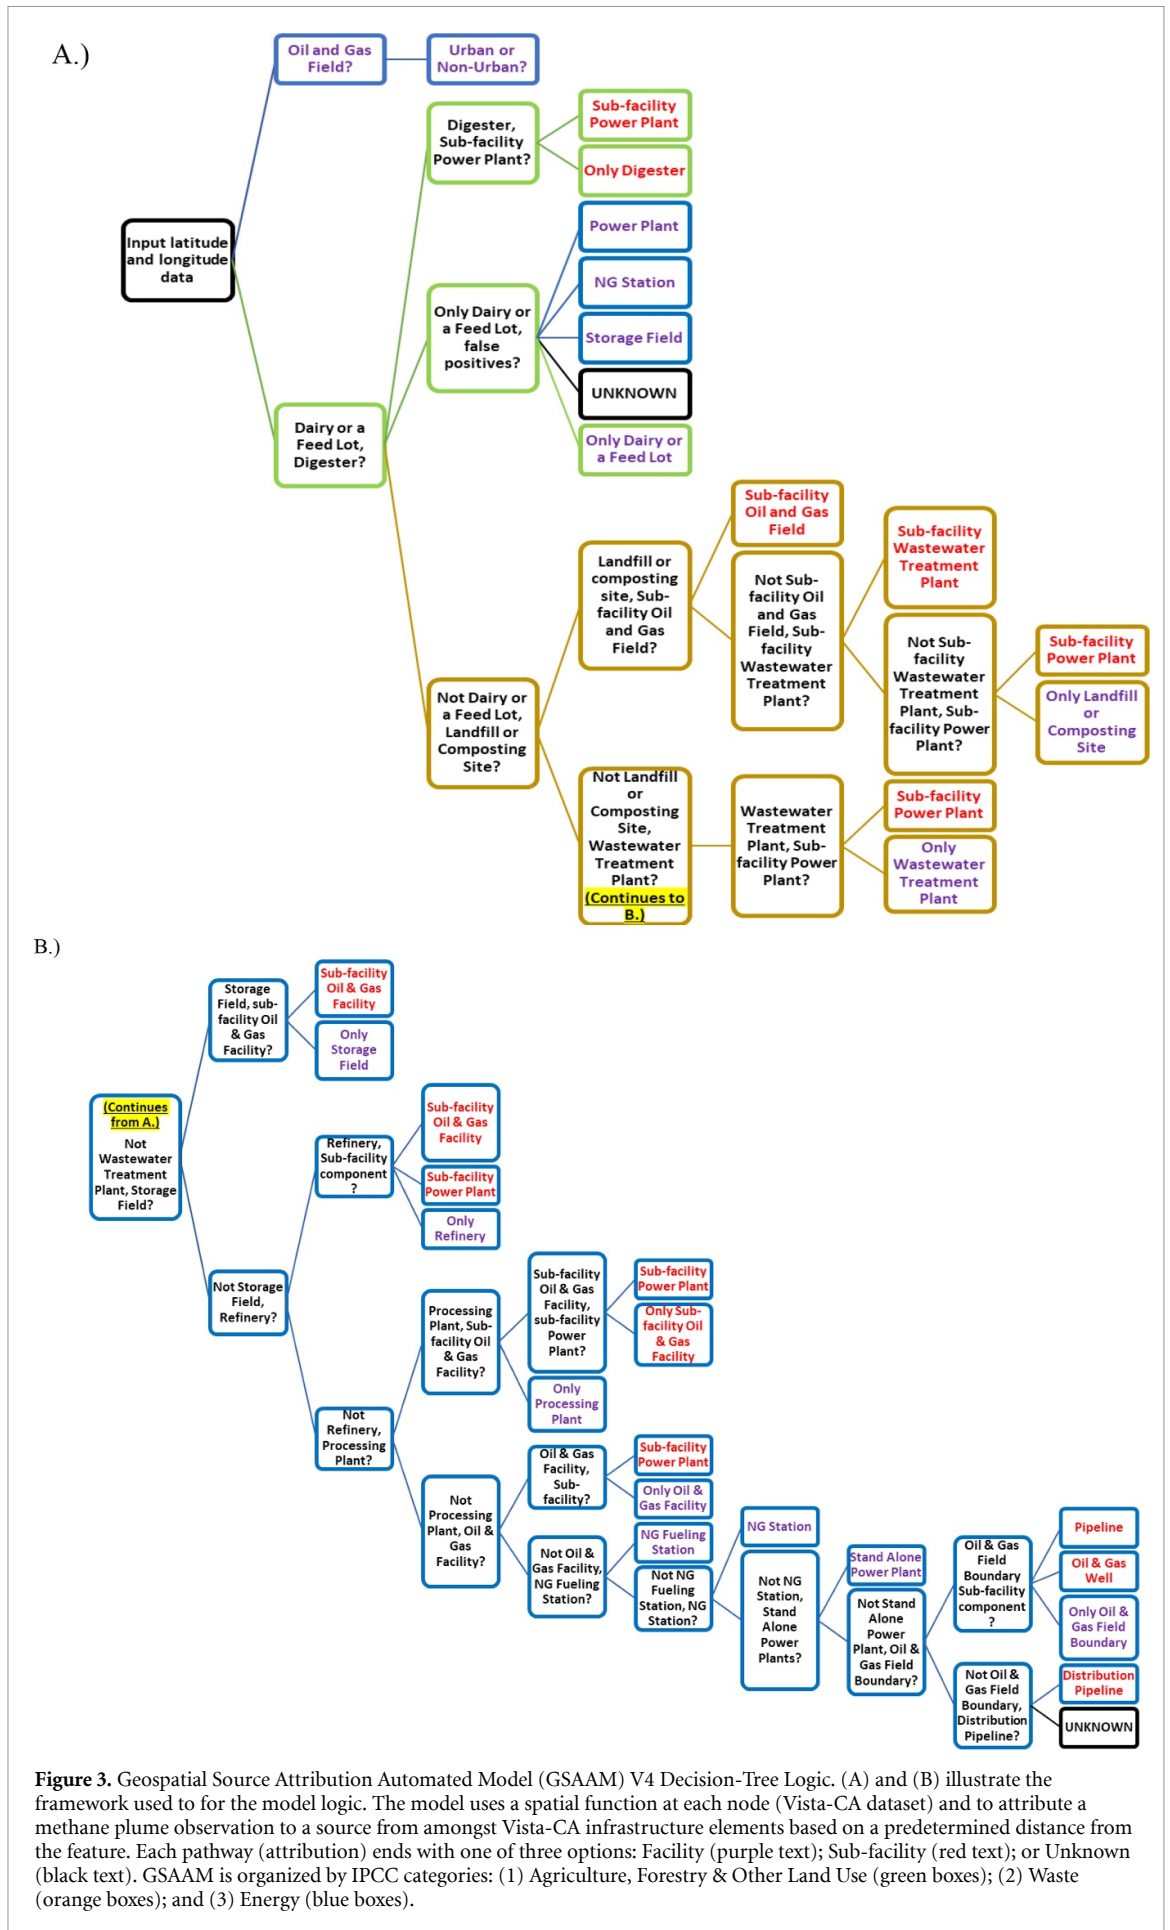 A.)
Oil and Gas
Field?
Urban or
Non-Urban?
Input latitude
and longitude
data
Digester,
Sub-facility
Power Plant?
Sub-facility
Power Plant
Only Digester
Only Dairy or
a Feed Lot,
false
positives?
Power Plant
NG Station
Storage Field
UNKNOWN
Only Dairy or
a Feed Lot
Dairy or a
Feed Lot,
Digester?
Not Dairy or
a Feed Lot,
Landfill or
Composting
Site?
Landfill or
composting
site, Sub-
facility Oil
and Gas
Field?
Sub-facility
Oil and Gas
Field
Not Sub-
facility Oil
and Gas
Field, Sub-
facility
Wastewater
Treatment
Plant?
Sub-facility
Wastewater
Treatment
Plant
Not Sub-
facility
Wastewater
Treatment
Plant, Sub-
facility Power
Plant?
Sub-facility
Power Plant
Only Landfill
or
Composting
Site
Not Landfill
or
Composting
Site,
Wastewater
Treatment
Plant?
(Continues to
B.)
Wastewater
Treatment
Plant, Sub-
facility Power
Plant?
Sub-facility
Power Plant
Only
Wastewater
Treatment
Plant
B.)
(Continues
from A.)
Not
Wastewater
Treatment
Plant, Storage
Field?
Storage
Field, sub-
facility Oil
& Gas
Facility?
Sub-facility
Oil & Gas
Facility
Only
Storage
Field
Not Storage
Field,
Refinery?
Refinery,
Sub-facility
component
?
Sub-facility
Oil & Gas
Facility
Sub-facility
Power Plant
Only
Refinery
Not
Refinery,
Processing
Plant?
Processing
Plant, Sub-
facility Oil
& Gas
Facility?
Sub-facility
Oil & Gas
Facility,
sub-facility
Power
Plant?
Sub-facility
Power Plant
Only Sub-
facility Oil
& Gas
Facility
Only
Processing
Plant
Not
Processing
Plant, Oil &
Gas
Facility?
Oil & Gas
Facility,
Sub-
facility?
Sub-facility
Power Plant
Only Oil &
Gas Facility
Not Oil &
Gas Facility,
NG Fueling
Station?
NG Fueling
Station
Not NG
Fueling
Station, NG
Station?
NG Station
Not NG
Station,
Stand
Alone
Power
Plants?
Stand Alone
Power Plant
Not Stand
Alone
Power
Plant, Oil &
Gas Field
Boundary?
Oil & Gas
Field
Boundary
Sub-facility
component
?
Pipeline
Oil & Gas
Well
Only Oil &
Gas Field
Boundary
Not Oil &
Gas Field
Boundary,
Distribution
Pipeline?
Distribution
Pipeline
UNKNOWN
Figure 3. Geospatial Source Attribution Automated Model (GSAAM) V4 Decision-Tree Logic. (A) and (B) illustrate the
framework used to for the model logic. The model uses a spatial function at each node (Vista-CA dataset) and to attribute a
methane plume observation to a source from amongst Vista-CA infrastructure elements based on a predetermined distance from
the feature. Each pathway (attribution) ends with one of three options: Facility (purple text); Sub-facility (red text); or Unknown
(black text). GSAAM is organized by IPCC categories: (1) Agriculture, Forestry & Other Land Use (green boxes); (2) Waste
(orange boxes); and (3) Energy (blue boxes).